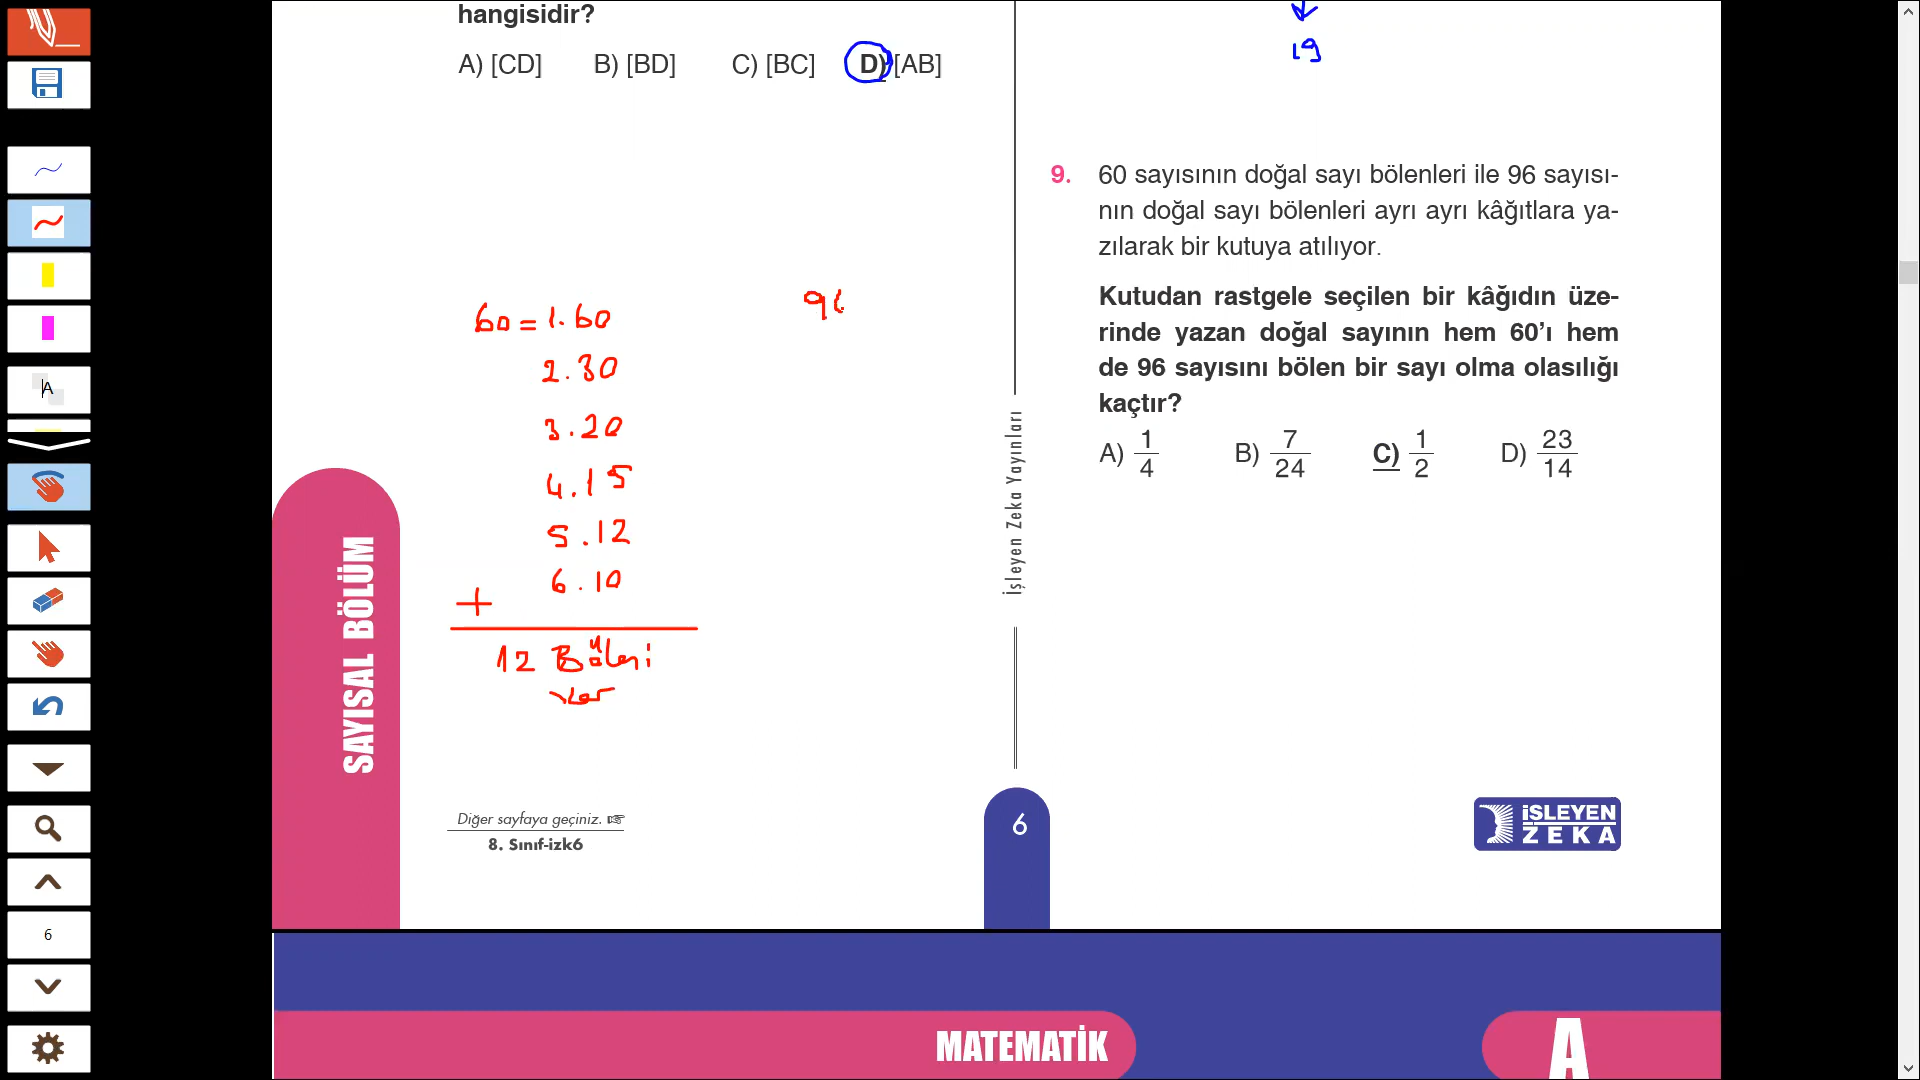 hangisidir?
A) [CD] B) [BD] C) [BC] D) [AB]
60 = 1.60
2.30
3.20
4.15
5.12
6.10
+
12 Böleni
var
96
SAYISAL BÖLÜM
Diğer sayfaya geçiniz. ☞
8. Sınıf-izk6
İşleyen Zeka Yayınları
6
19
9. 60 sayısının doğal sayı bölenleri ile 96 sayısı-
nın doğal sayı bölenleri ayrı ayrı kâğıtlara ya-
zılarak bir kutuya atılıyor.
Kutudan rastgele seçilen bir kâğıdın üze-
rinde yazan doğal sayının hem 60’ı hem
de 96 sayısını bölen bir sayı olma olasılığı
kaçtır?
A) 1/4 B) 7/24 C) 1/2 D) 23/14
İŞLEYEN
ZEKA
MATEMATİK
A
A
6